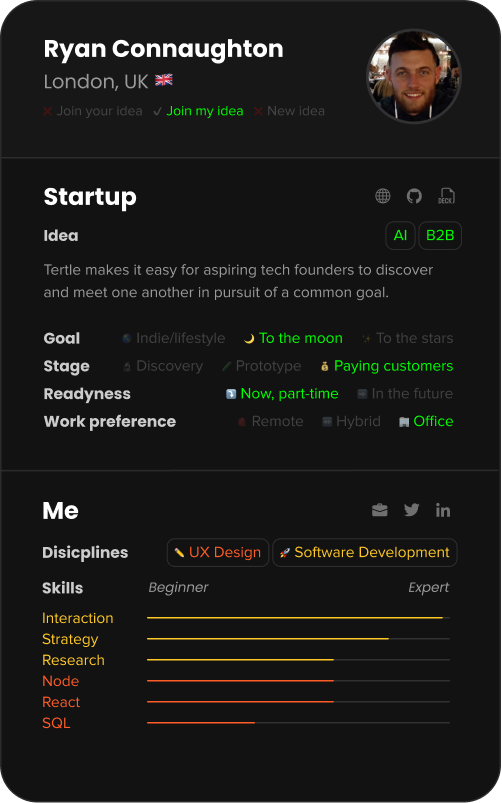 Ryan Connaughton
London, UK
Join your idea Join my idea New idea
Startup
DECK
Idea AI B2B
Tertle makes it easy for aspiring tech founders to discover
and meet one another in pursuit of a common goal.
Goal Indie/lifestyle To the moon To the stars
Stage Discovery Prototype Paying customers
Readyness Now, part-time In the future
Work preference Remote Hybrid Office
Me
Disicplines UX Design Software Development
Skills Beginner Expert
Interaction
Strategy
Research
Node
React
SQL